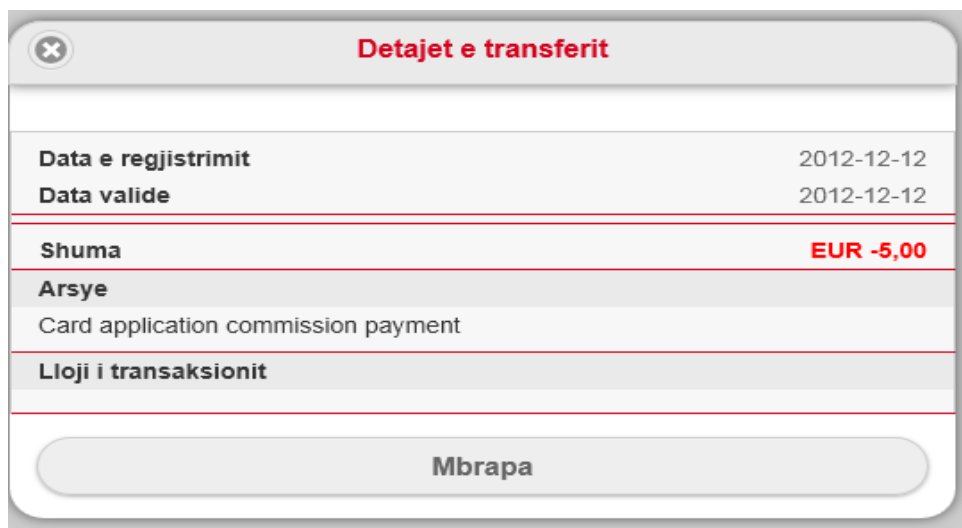 Detajet e transferit
Data e regjistrimit 2012-12-12
Data valide 2012-12-12
Shuma EUR -5,00
Arsye
Card application commission payment
Lloji i transaksionit
Mbrapa